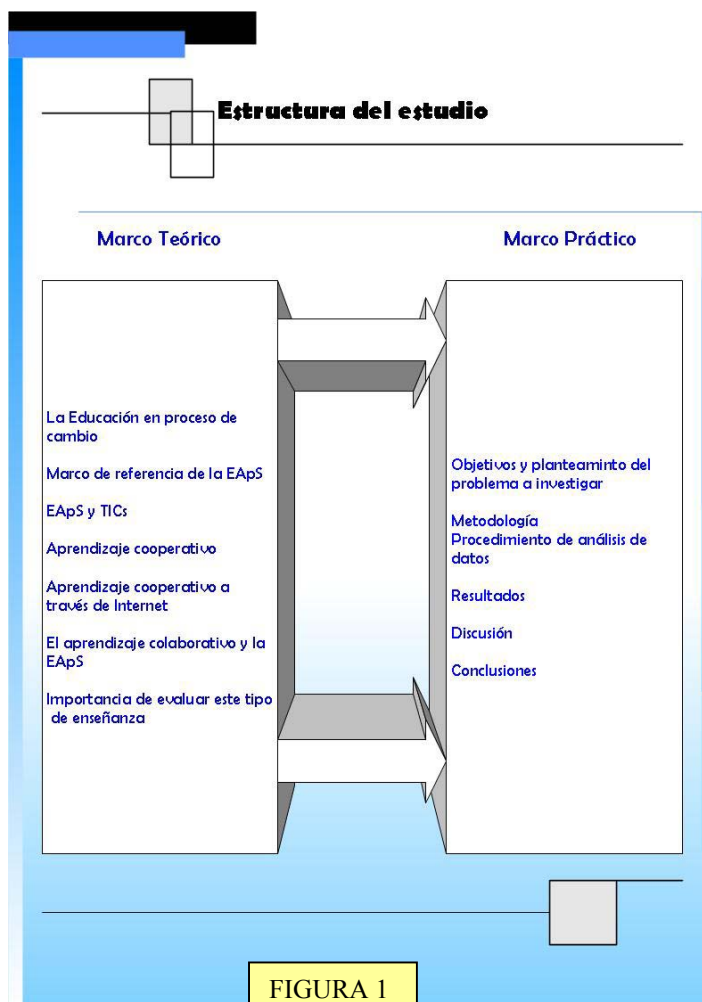 Estructura del estudio
Marco Teórico
La Educación en proceso de
cambio
Marco de referencia de la EApS
EApS y TICs
Aprendizaje cooperativo
Aprendizaje cooperativo a
través de Internet
El aprendizaje colaborativo y la
EApS
Importancia de evaluar este tipo
de enseñanza
Marco Práctico
Objetivos y planteaminto del
problema a investigar
Metodología
Procedimiento de análisis de
datos
Resultados
Discusión
Conclusiones
FIGURA 1